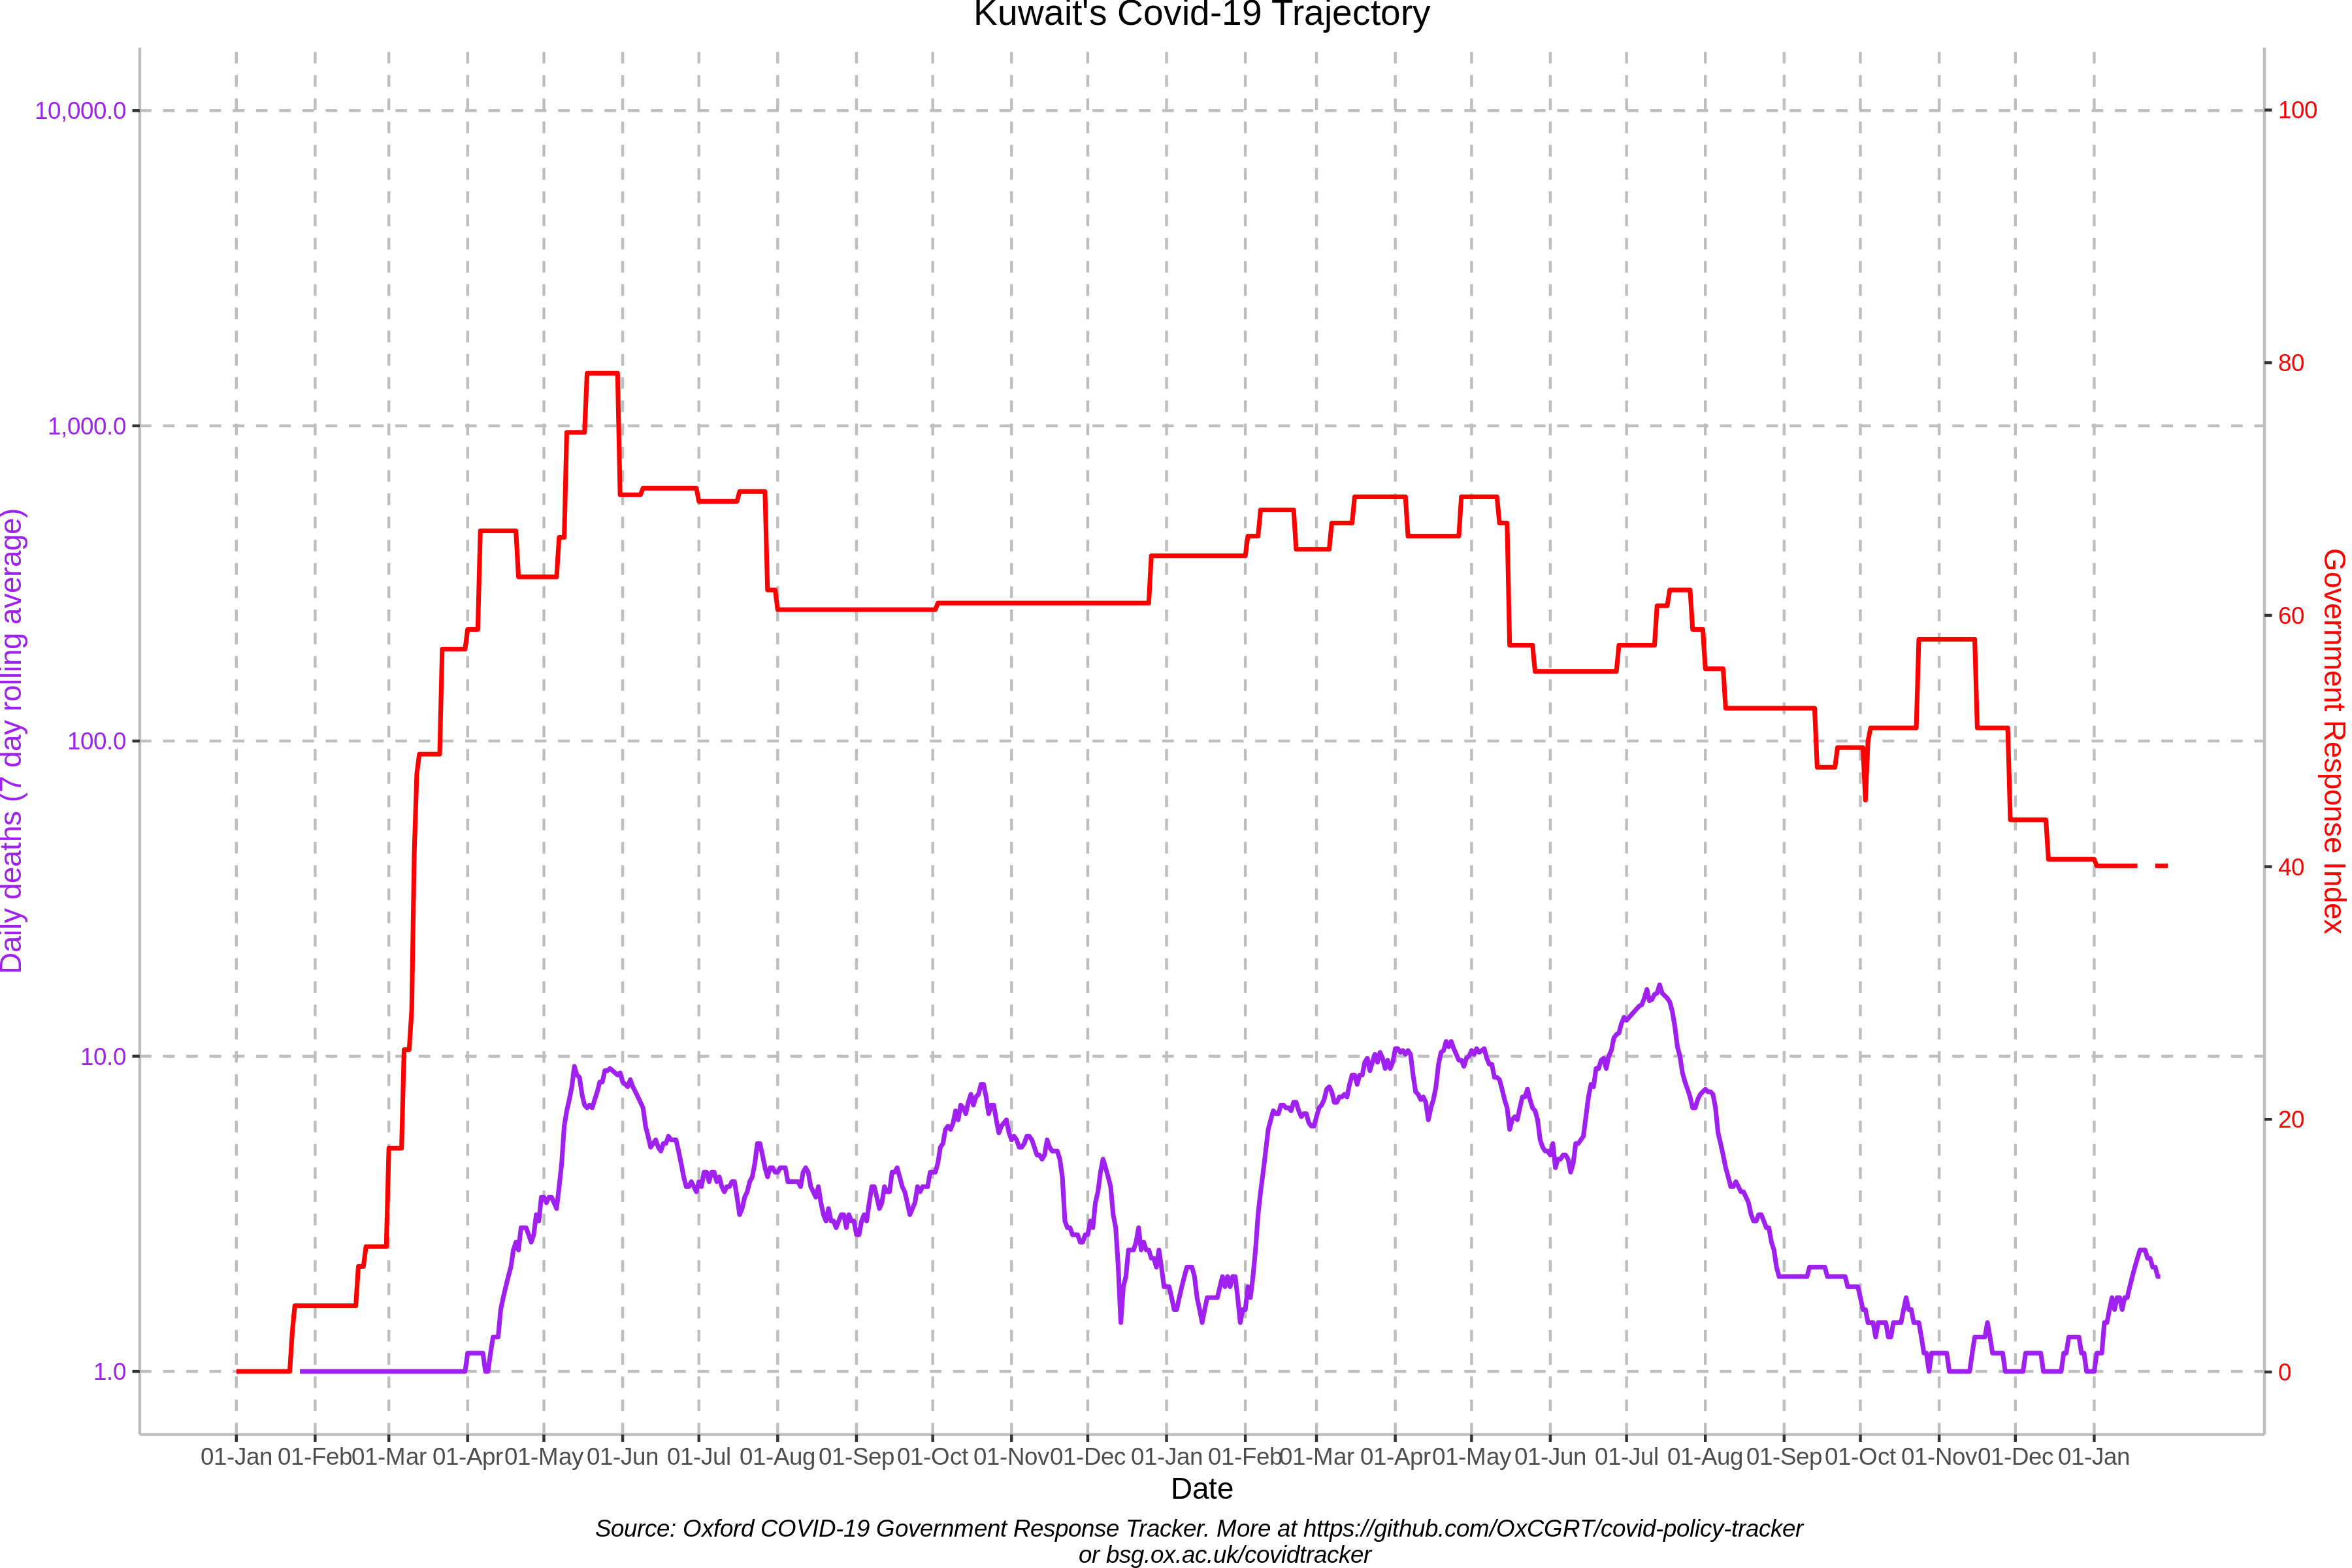 Kuwait's Covid-19 Trajectory
Daily deaths (7 day rolling average)
10,000.0
1,000.0
100.0
10.0
1.0
Government Response Index
100
80
60
40
20
0
01-Jan 01-Feb 01-Mar 01-Apr 01-May 01-Jun 01-Jul 01-Aug 01-Sep 01-Oct 01-Nov 01-Dec 01-Jan 01-Feb 01-Mar 01-Apr 01-May 01-Jun 01-Jul 01-Aug 01-Sep 01-Oct 01-Nov 01-Dec 01-Jan
Date
Source: Oxford COVID-19 Government Response Tracker. More at https://github.com/OxCGRT/covid-policy-tracker
or bsg.ox.ac.uk/covidtracker